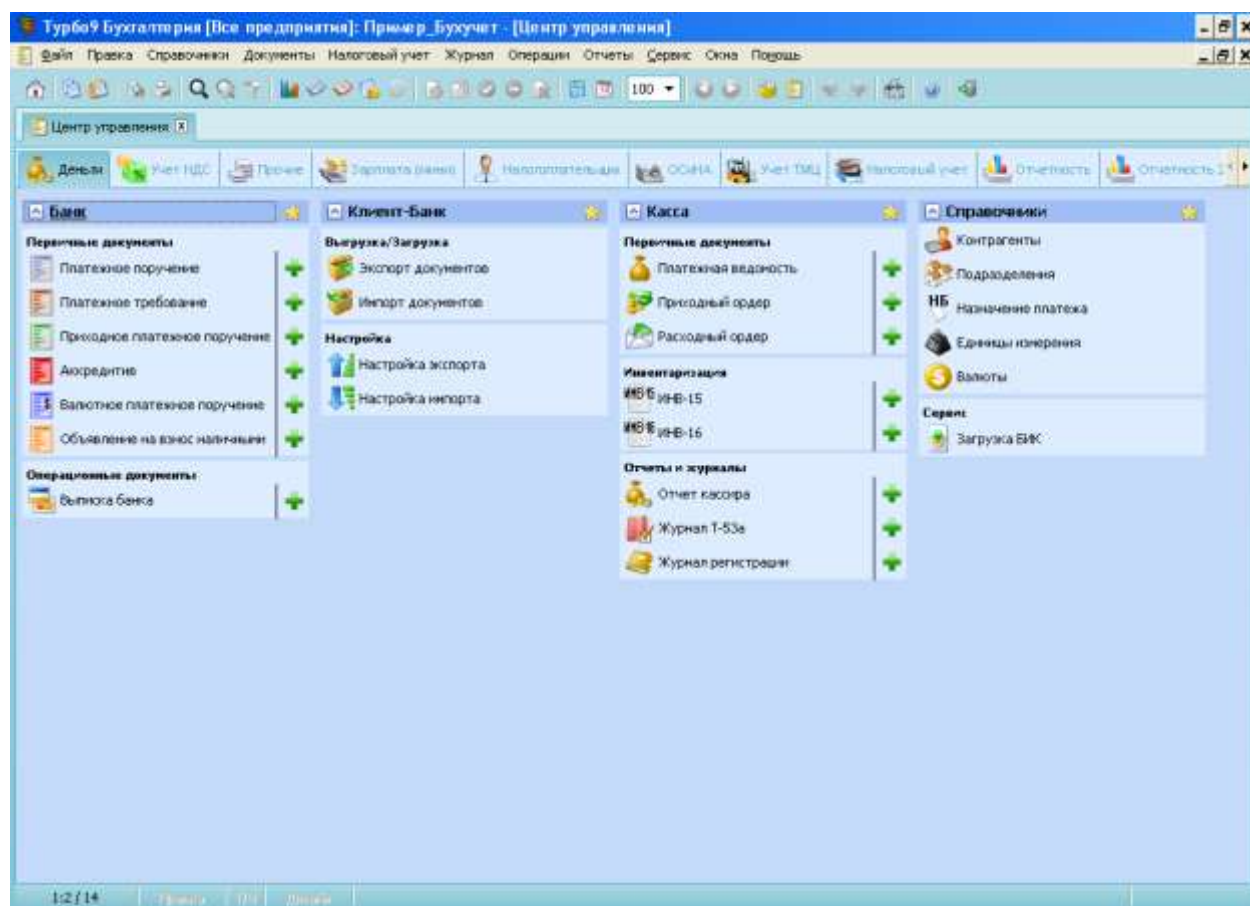 Турбо9 Бухгалтерия [Все предприятия]: Пример_Бухучет - [Центр управления]
Файл Правка Справочники Документы Налоговый учет Журнал Операции Отчеты Сервис Окна Помощь
100
Центр управления
Деньги Учет НДС Прочие Зарплата Налогоплательщик Учет ТМЦ Налоговый учет Отчетность Отчетность
Банк
Первичные документы
Платежное поручение
Платежное требование
Приходное платежное поручение
Аккредитив
Валютное платежное поручение
Объявление на взнос наличными
Операционные документы
Выписка банка
Клиент-Банк
Выгрузка/Загрузка
Экспорт документов
Импорт документов
Настройка
Настройка экспорта
Настройка импорта
Касса
Первичные документы
Платежная ведомость
Приходный ордер
Расходный ордер
Инвентаризация
ИНВ-15
ИНВ-16
Отчеты и журналы
Отчет кассира
Журнал Т-53а
Журнал регистрации
Справочники
Контрагенты
Подразделения
НБ Назначение платежа
Единицы измерения
Валюты
Сервис
Загрузка БИК
1:2 / 14